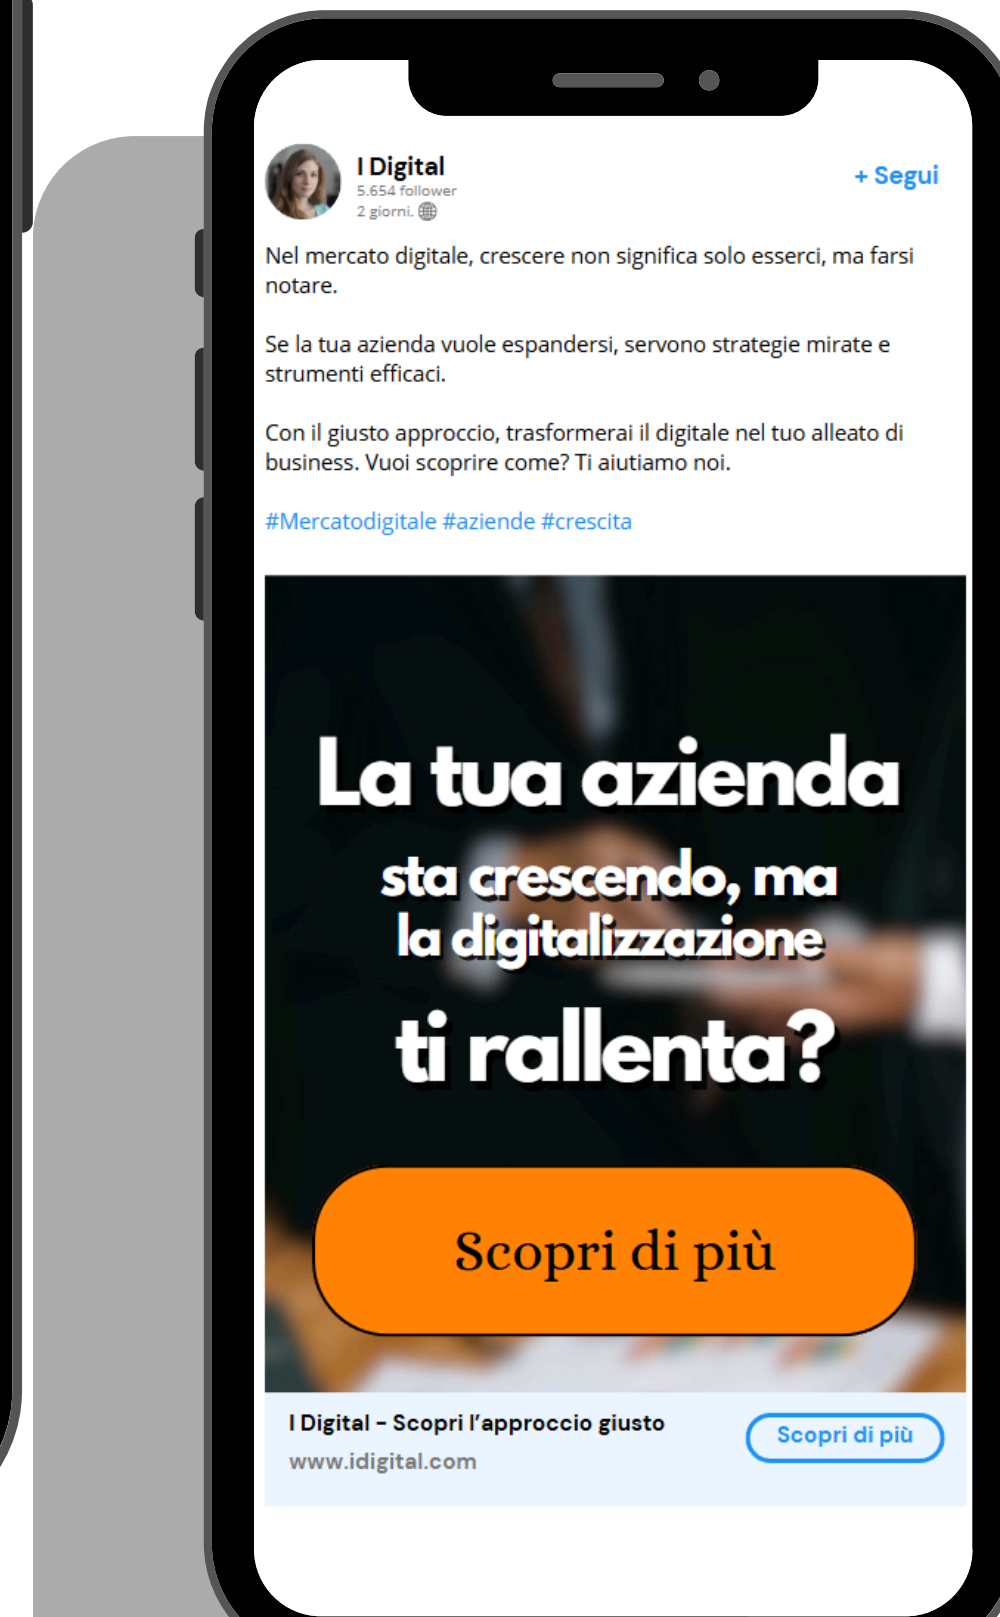 I Digital
5.654 follower
2 giorni.
+ Segui
Nel mercato digitale, crescere non significa solo esserci, ma farsi
notare.
Se la tua azienda vuole espandersi, servono strategie mirate e
strumenti efficaci.
Con il giusto approccio, trasformerai il digitale nel tuo alleato di
business. Vuoi scoprire come? Ti aiutiamo noi.
#Mercatodigitale #aziende #crescita
La tua azienda
sta crescendo, ma
la digitalizzazione
ti rallenta?
Scopri di più
I Digital - Scopri l'approccio giusto
www.idigital.com
Scopri di più